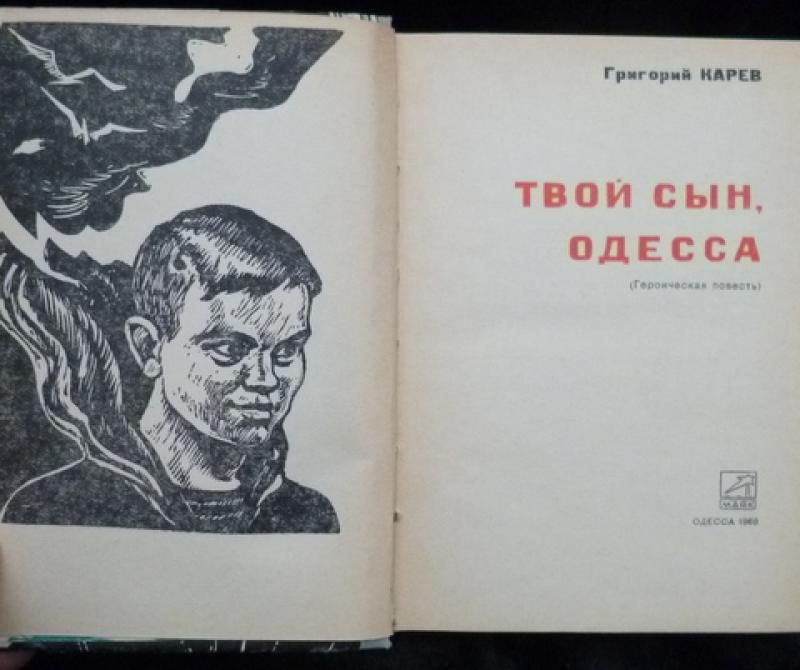 Григорий КАРЕВ
ТВОЙ СЫН,
ОДЕССА
(Героическая повесть)
МАЯК
ОДЕССА 1969